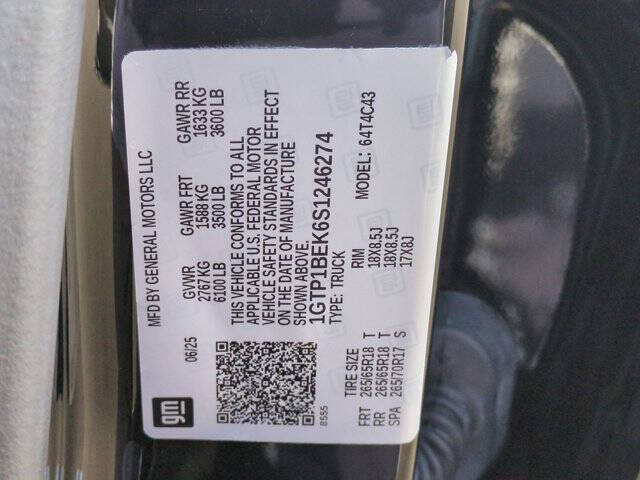 gm
MFD BY GENERAL MOTORS LLC
06/25 GVWR GAWR FRT GAWR RR
2767 KG 1588 KG 1633 KG
6100 LB 3500 LB 3600 LB
THIS VEHICLE CONFORMS TO ALL
APPLICABLE U.S. FEDERAL MOTOR
VEHICLE SAFETY STANDARDS IN EFFECT
ON THE DATE OF MANUFACTURE
SHOWN ABOVE.
1GTP1BEK6S1246274
TYPE: TRUCK
8555
MODEL: 64T4C43
TIRE SIZE RIM
FRT 265/65R18 T 18X8.5J
RR 265/65R18 T 18X8.5J
SPA 265/70R17 S 17X8J